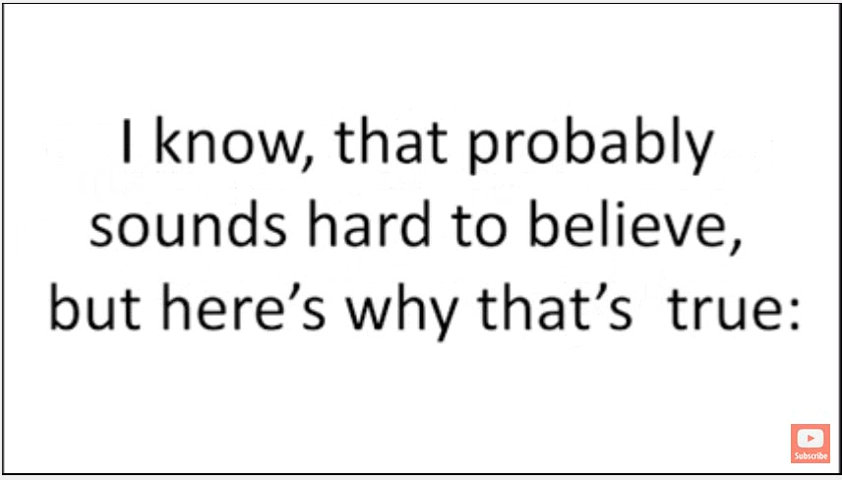 I know, that probably
sounds hard to believe,
but here’s why that’s  true:
Subscribe